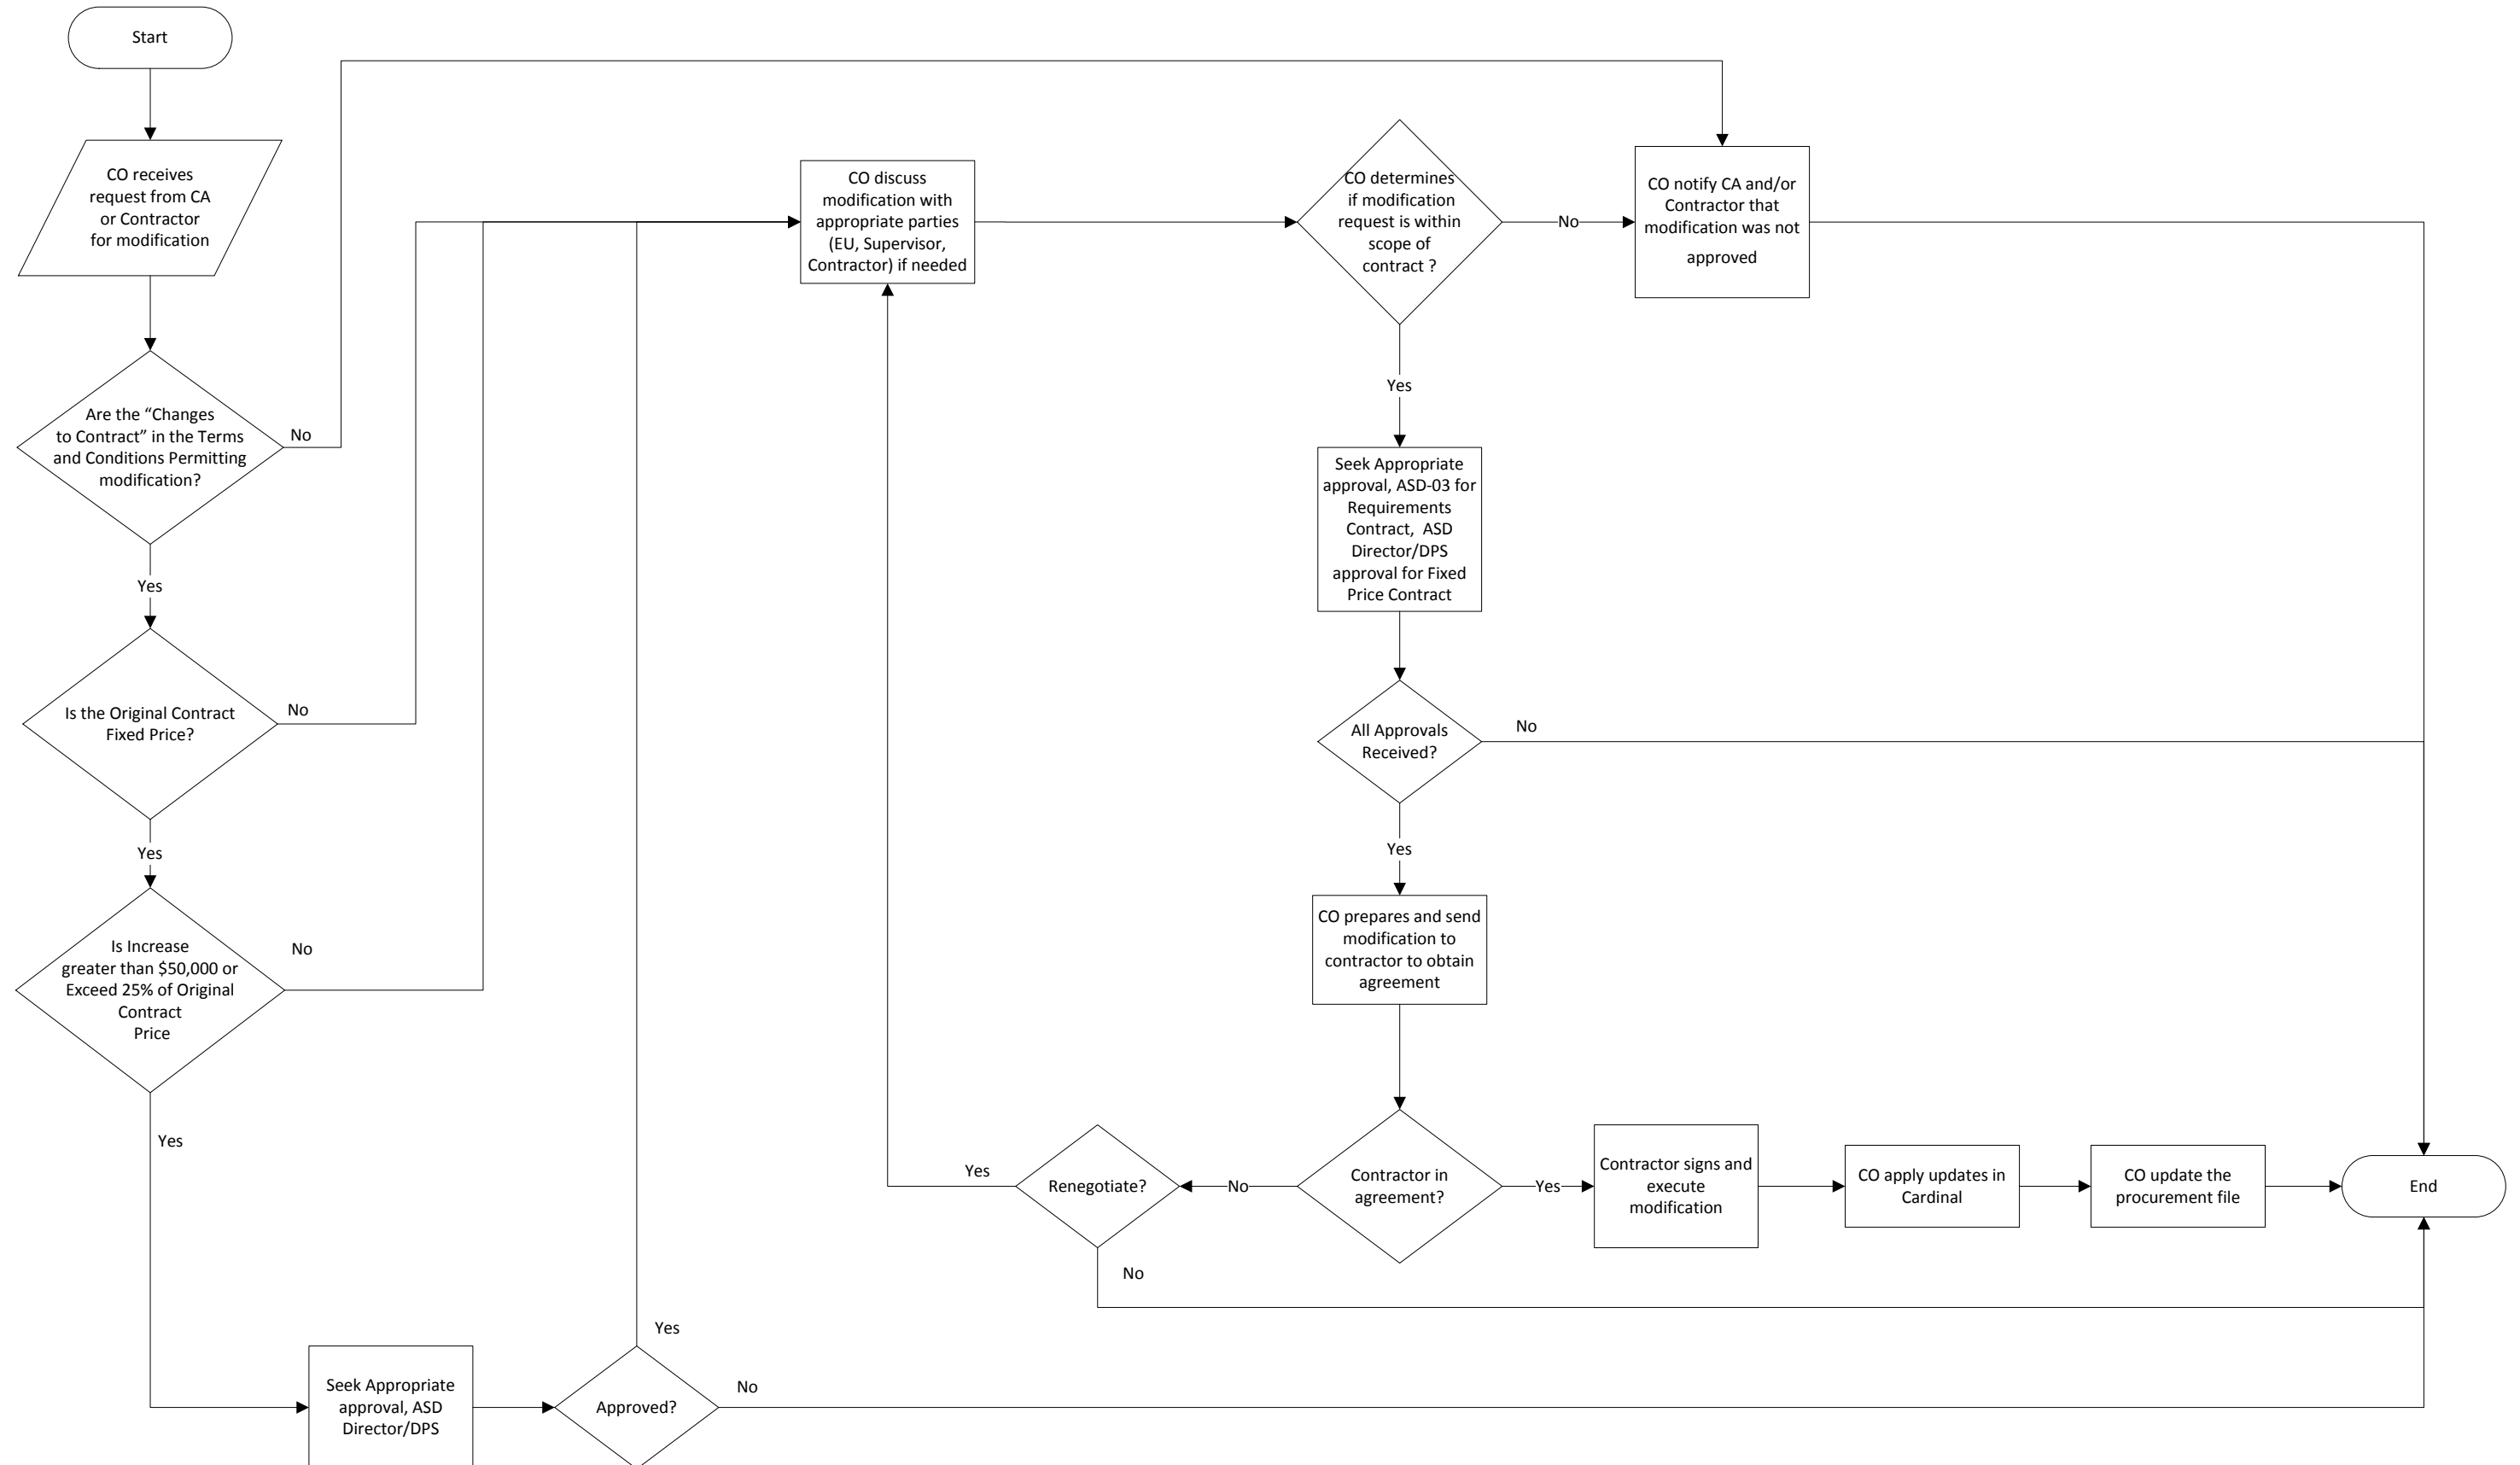 Start
CO receives
request from CA
or Contractor
for modification
Are the “Changes
to Contract” in the Terms
and Conditions Permitting
modification?
No
Yes
Is the Original Contract
Fixed Price?
No
Yes
Is Increase
greater than $50,000 or
Exceed 25% of Original
Contract
Price
No
Yes
Seek Appropriate
approval, ASD
Director/DPS
Approved?
Yes
No
CO discuss
modification with
appropriate parties
(EU, Supervisor,
Contractor) if needed
CO determines
if modification
request is within
scope of
contract ?
No
CO notify CA and/or
Contractor that
modification was not
approved
Yes
Seek Appropriate
approval, ASD-03 for
Requirements
Contract, ASD
Director/DPS
approval for Fixed
Price Contract
All Approvals
Received?
No
Yes
CO prepares and send
modification to
contractor to obtain
agreement
Contractor in
agreement?
No
Renegotiate?
Yes
No
Yes
Contractor signs and
execute
modification
CO apply updates in
Cardinal
CO update the
procurement file
End